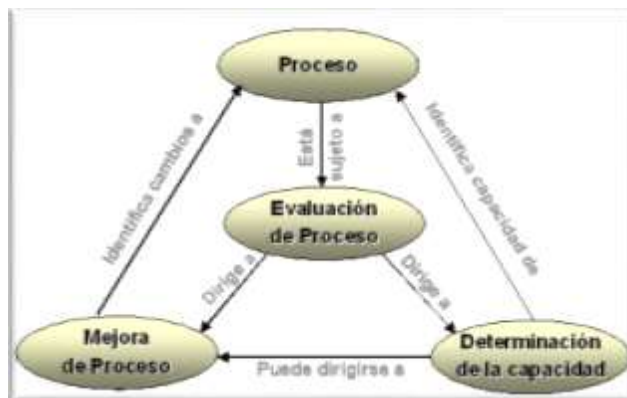 Proceso
Identifica cambios a
Está
sujeto a
Identifica capacidad de
Evaluación
de Proceso
Dirige a
Dirige a
Mejora
de Proceso
Puede dirigirse a
Determinación
de la capacidad